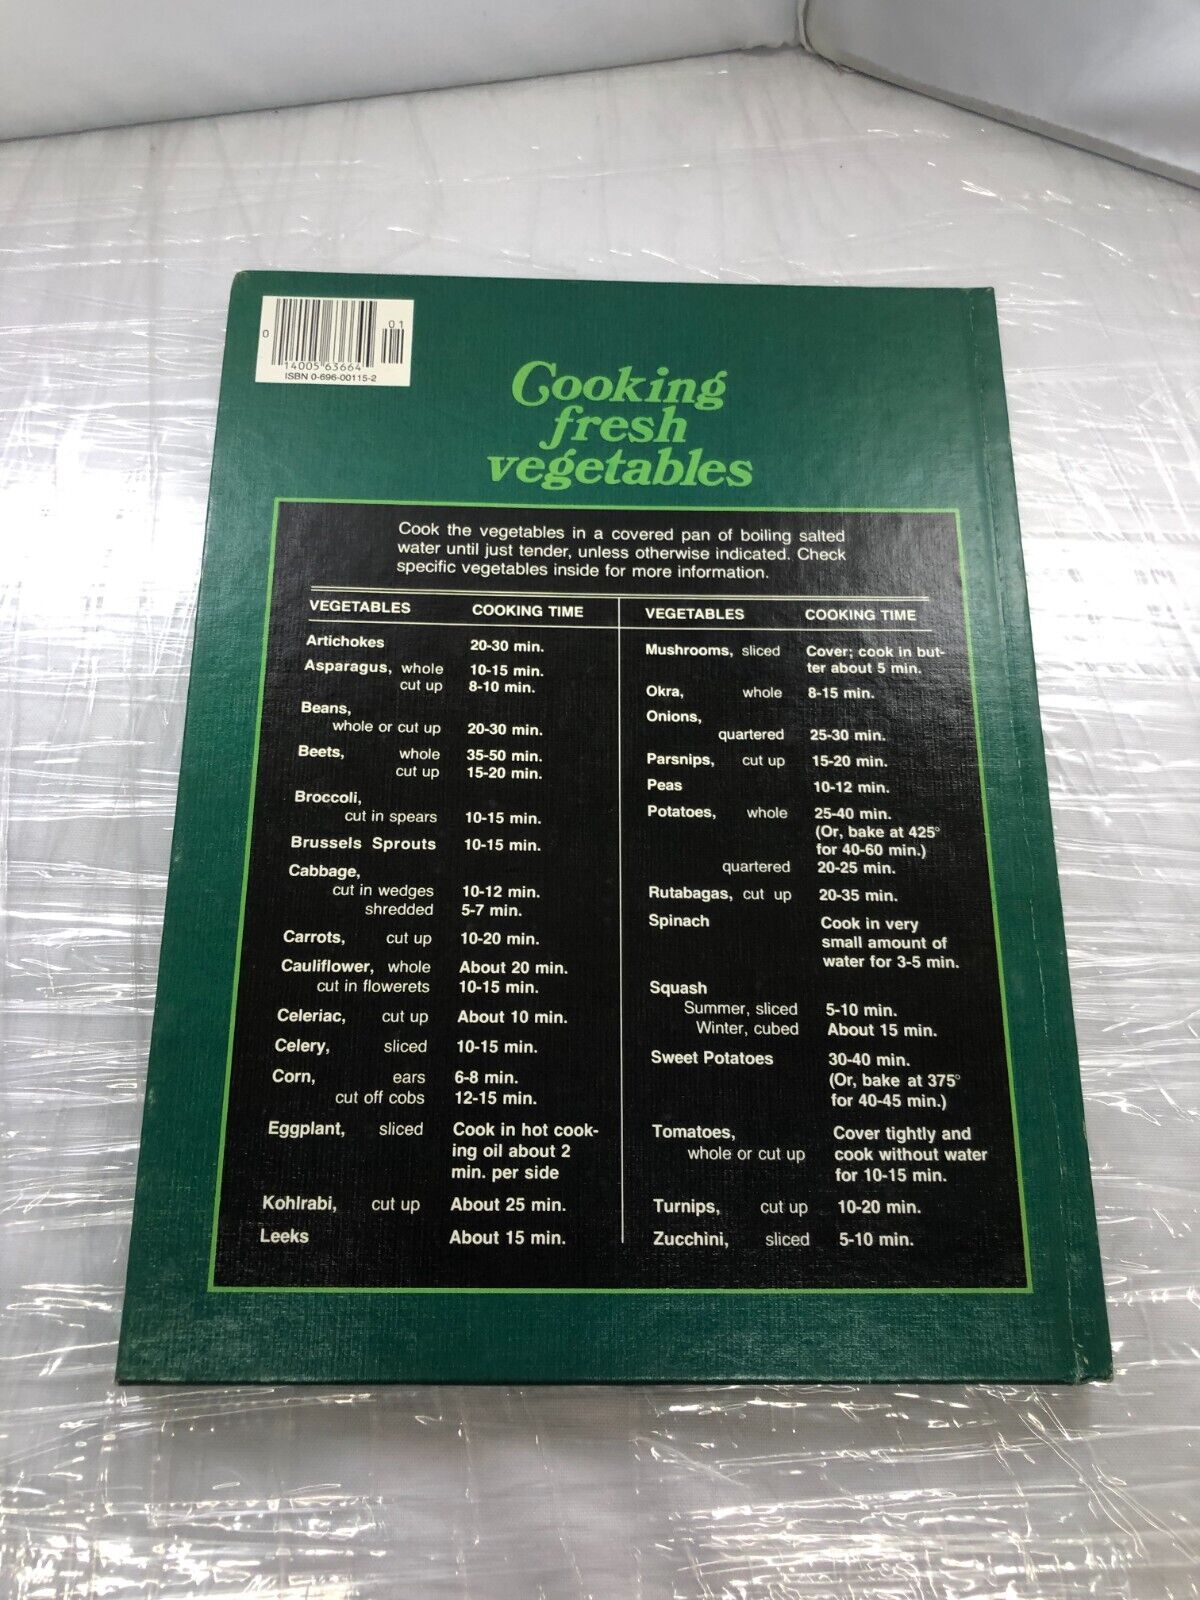 01
0
14005 63664
ISBN 0-696-00115-2
Cooking
fresh
vegetables
Cook the vegetables in a covered pan of boiling salted
water until just tender, unless otherwise indicated. Check
specific vegetables inside for more information.
VEGETABLES COOKING TIME
Artichokes 20-30 min.
Asparagus, whole 10-15 min.
cut up 8-10 min.
Beans,
whole or cut up 20-30 min.
Beets, whole 35-50 min.
cut up 15-20 min.
Broccoli,
cut in spears 10-15 min.
Brussels Sprouts 10-15 min.
Cabbage,
cut in wedges 10-12 min.
shredded 5-7 min.
Carrots, cut up 10-20 min.
Cauliflower, whole About 20 min.
cut in flowerets 10-15 min.
Celeriac, cut up About 10 min.
Celery, sliced 10-15 min.
Corn, ears 6-8 min.
cut off cobs 12-15 min.
Eggplant, sliced Cook in hot cook-
ing oil about 2
min. per side
Kohlrabi, cut up About 25 min.
Leeks About 15 min.
VEGETABLES COOKING TIME
Mushrooms, sliced Cover; cook in but-
ter about 5 min.
Okra, whole 8-15 min.
Onions,
quartered 25-30 min.
Parsnips, cut up 15-20 min.
Peas 10-12 min.
Potatoes, whole 25-40 min.
(Or, bake at 425°
for 40-60 min.)
quartered 20-25 min.
Rutabagas, cut up 20-35 min.
Spinach Cook in very
small amount of
water for 3-5 min.
Squash
Summer, sliced 5-10 min.
Winter, cubed About 15 min.
Sweet Potatoes 30-40 min.
(Or, bake at 375°
for 40-45 min.)
Tomatoes, Cover tightly and
whole or cut up cook without water
for 10-15 min.
Turnips, cut up 10-20 min.
Zucchini, sliced 5-10 min.